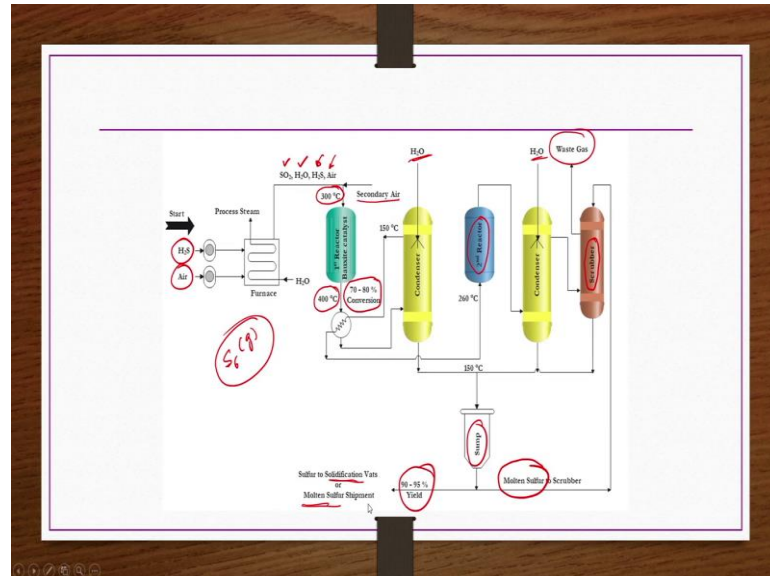 H₂O
H₂O
Waste Gas
SO₂, H₂O, H₂S, Air
300 °C
Secondary Air
Start
Process Steam
150 °C
H₂S
Air
H₂O
Furnace
1ˢᵗ Reactor
Bauxite catalyst
Condenser
2ⁿᵈ Reactor
Condenser
Scrubber
400 °C
70 - 80 %
Conversion
260 °C
S₆(g)
150 °C
Sump
Sulfur to Solidification Vats
or
Molten Sulfur Shipment
90 - 95 %
Yield
Molten Sulfur to Scrubber